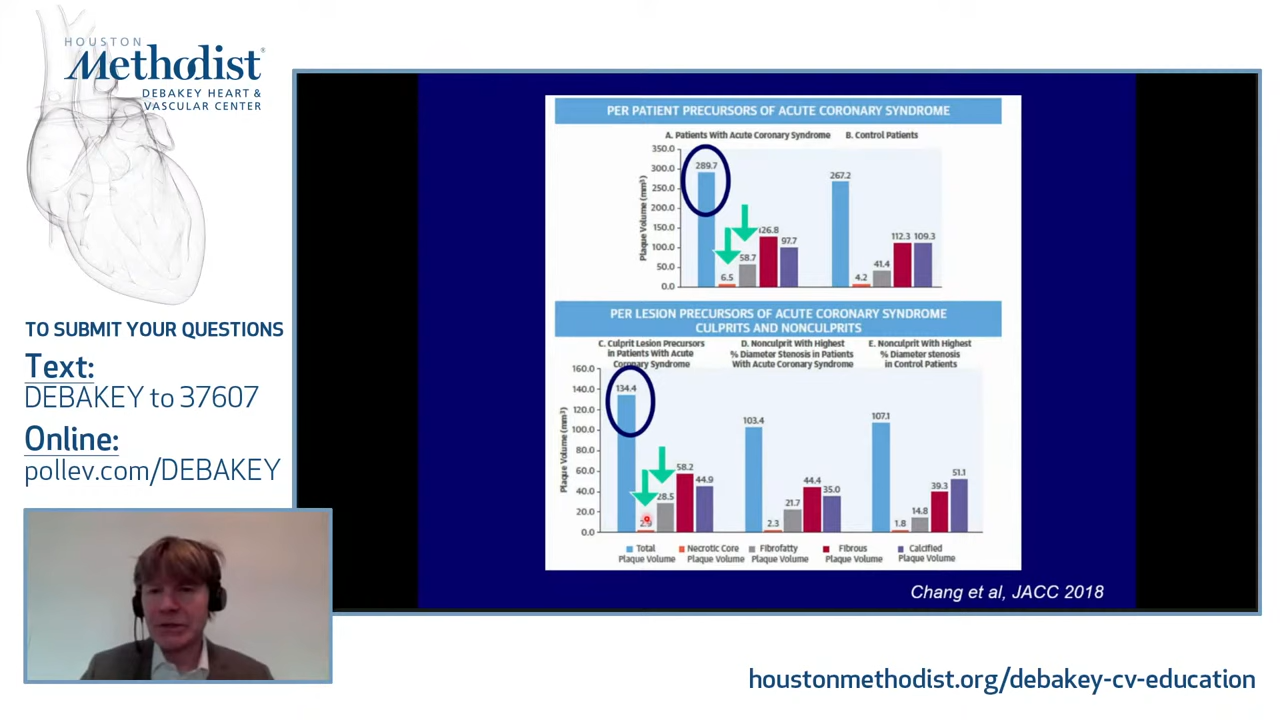 HOUSTON
Methodist®
DEBAKEY HEART &
VASCULAR CENTER
TO SUBMIT YOUR QUESTIONS
Text:
DEBAKEY to 37607
Online:
pollev.com/DEBAKEY
PER PATIENT PRECURSORS OF ACUTE CORONARY SYNDROME
A. Patients With Acute Coronary Syndrome
B. Control Patients
Plaque Volume (mm³)
350.0
300.0
250.0
200.0
150.0
100.0
50.0
0.0
289.7
6.5
58.7
126.8
97.7
267.2
4.2
41.4
112.3
109.3
PER LESION PRECURSORS OF ACUTE CORONARY SYNDROME
CULPRITS AND NONCULPRITS
C. Culprit Lesion Precursors
in Patients With Acute
Coronary Syndrome
D. Nonculprit With Highest
% Diameter Stenosis in Patients
With Acute Coronary Syndrome
E. Nonculprit With Highest
% Diameter stenosis
in Control Patients
Plaque Volume (mm³)
160.0
140.0
120.0
100.0
80.0
60.0
40.0
20.0
0.0
134.4
28.5
58.2
44.9
103.4
2.3
21.7
44.4
35.0
107.1
1.8
14.8
39.3
51.1
Total
Plaque Volume
Necrotic Core
Plaque Volume
Fibrofatty
Plaque Volume
Fibrous
Plaque Volume
Calcified
Plaque Volume
Chang et al, JACC 2018
houstonmethodist.org/debakey-cv-education